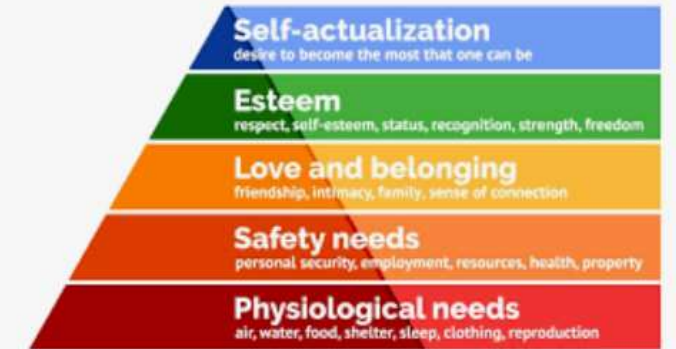 Self-actualization
desire to become the most that one can be
Esteem
respect, self-esteem, status, recognition, strength, freedom
Love and belonging
friendship, intimacy, family, sense of connection
Safety needs
personal security, employment, resources, health, property
Physiological needs
air, water, food, shelter, sleep, clothing, reproduction